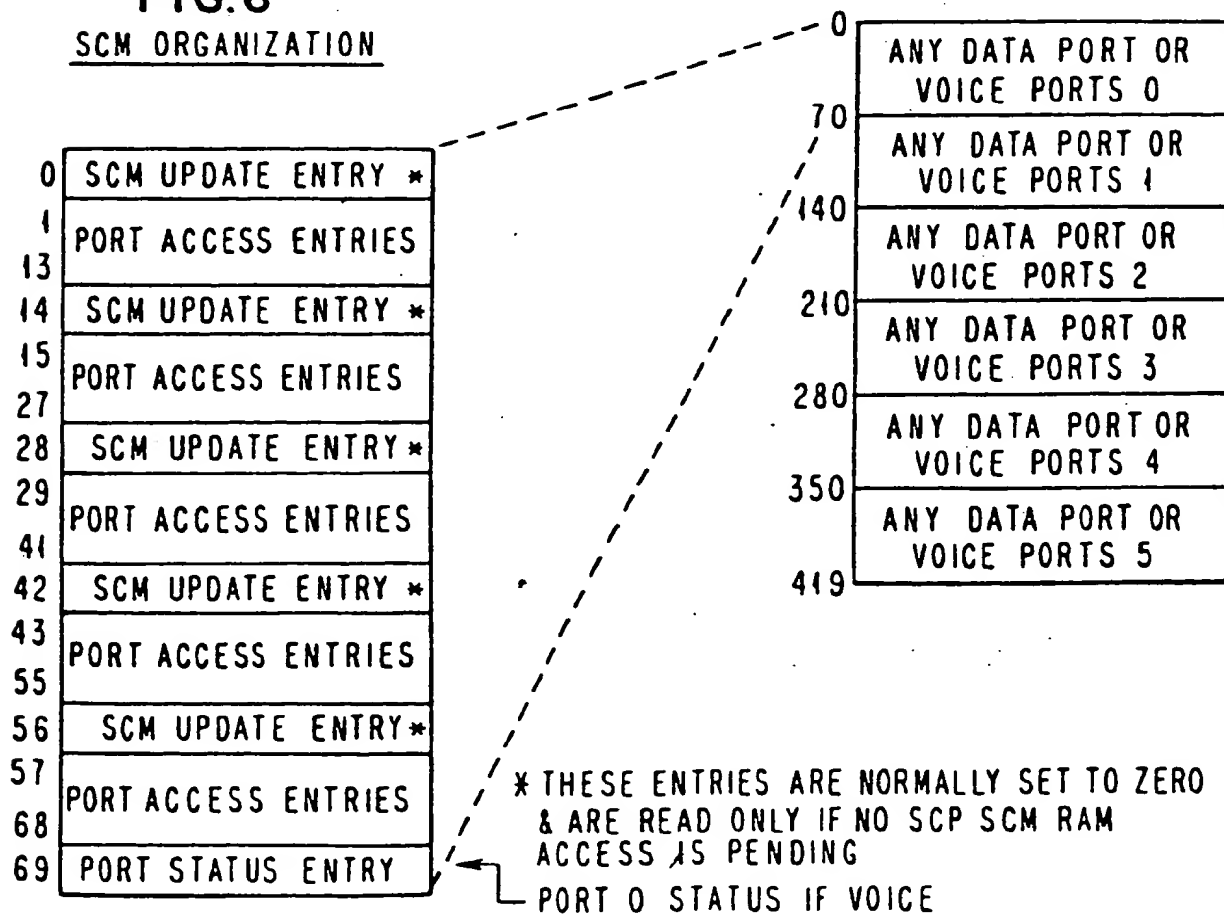 FIG.8
SCM ORGANIZATION
0 SCM UPDATE ENTRY *
1
PORT ACCESS ENTRIES
13
14 SCM UPDATE ENTRY *
15
PORT ACCESS ENTRIES
27
28 SCM UPDATE ENTRY *
29
PORT ACCESS ENTRIES
41
42 SCM UPDATE ENTRY *
43
PORT ACCESS ENTRIES
55
56 SCM UPDATE ENTRY *
57
PORT ACCESS ENTRIES
68
69 PORT STATUS ENTRY
0
ANY DATA PORT OR
VOICE PORTS 0
70
ANY DATA PORT OR
VOICE PORTS 1
140
ANY DATA PORT OR
VOICE PORTS 2
210
ANY DATA PORT OR
VOICE PORTS 3
280
ANY DATA PORT OR
VOICE PORTS 4
350
ANY DATA PORT OR
VOICE PORTS 5
419
* THESE ENTRIES ARE NORMALLY SET TO ZERO
& ARE READ ONLY IF NO SCP SCM RAM
ACCESS IS PENDING
PORT 0 STATUS IF VOICE